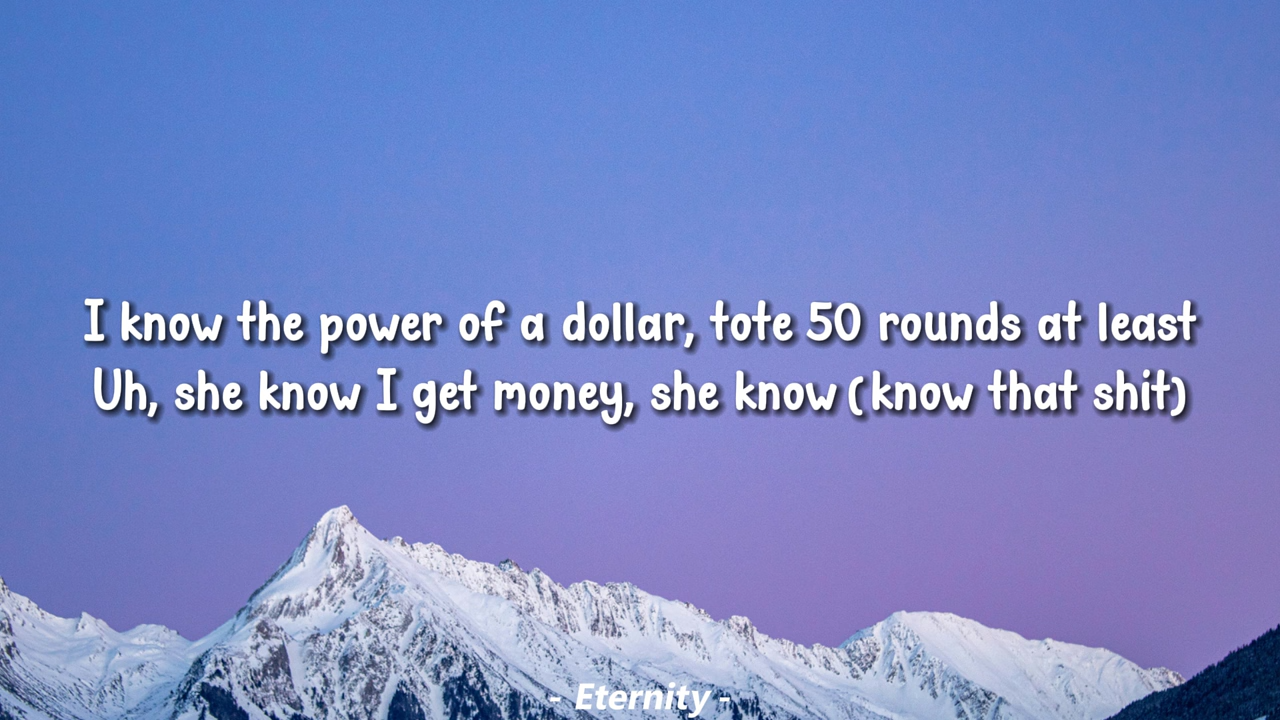 I know the power of a dollar, tote 50 rounds at least
Uh, she know I get money, she know (know that shit)
- Eternity -